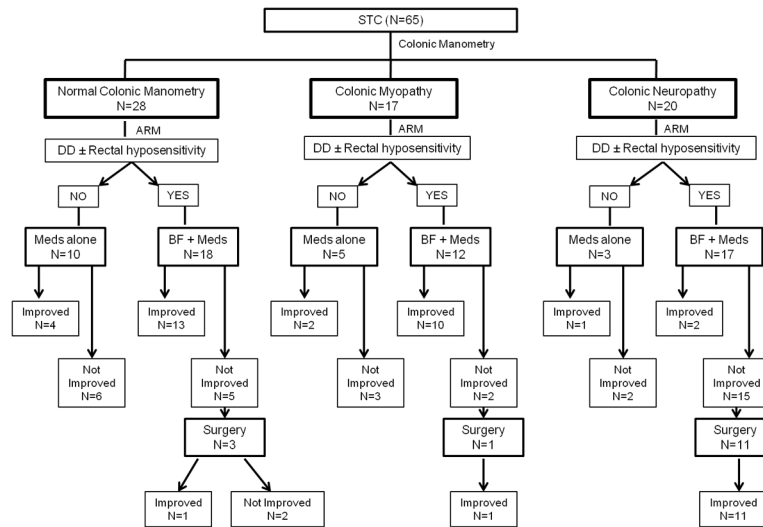 STC (N=65)
Colonic Manometry
Normal Colonic Manometry
N=28
Colonic Myopathy
N=17
Colonic Neuropathy
N=20
ARM
ARM
ARM
DD ± Rectal hyposensitivity
DD ± Rectal hyposensitivity
DD ± Rectal hyposensitivity
NO
YES
NO
YES
NO
YES
Meds alone
N=10
BF + Meds
N=18
Meds alone
N=5
BF + Meds
N=12
Meds alone
N=3
BF + Meds
N=17
Improved
N=4
Improved
N=13
Improved
N=2
Improved
N=10
Improved
N=1
Improved
N=2
Not
Improved
N=6
Not
Improved
N=5
Not
Improved
N=3
Not
Improved
N=2
Not
Improved
N=2
Not
Improved
N=15
Surgery
N=3
Surgery
N=1
Surgery
N=11
Improved
N=1
Not Improved
N=2
Improved
N=1
Improved
N=11